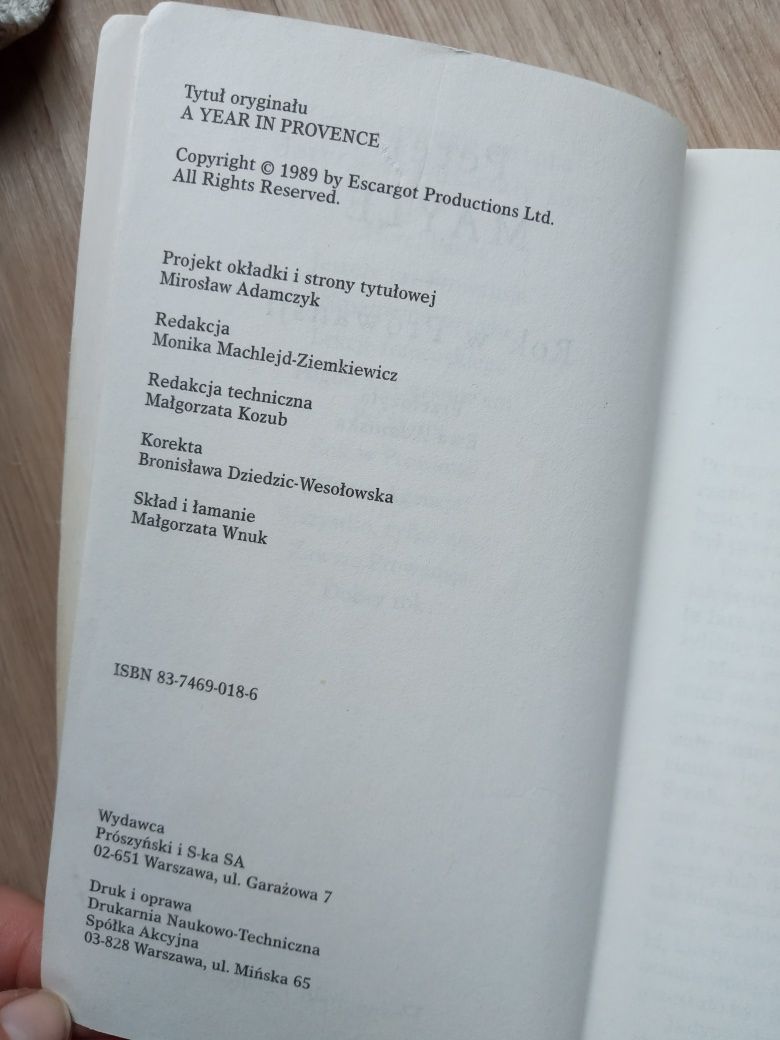 Tytuł oryginału
A YEAR IN PROVENCE
Copyright © 1989 by Escargot Productions Ltd.
All Rights Reserved.
Projekt okładki i strony tytułowej
Mirosław Adamczyk
Redakcja
Monika Machlejd-Ziemkiewicz
Redakcja techniczna
Małgorzata Kozub
Korekta
Bronisława Dziedzic-Wesołowska
Skład i łamanie
Małgorzata Wnuk
ISBN 83-7469-018-6
Wydawca
Prószyński i S-ka SA
02-651 Warszawa, ul. Garażowa 7
Druk i oprawa
Drukarnia Naukowo-Techniczna
Spółka Akcyjna
03-828 Warszawa, ul. Mińska 65